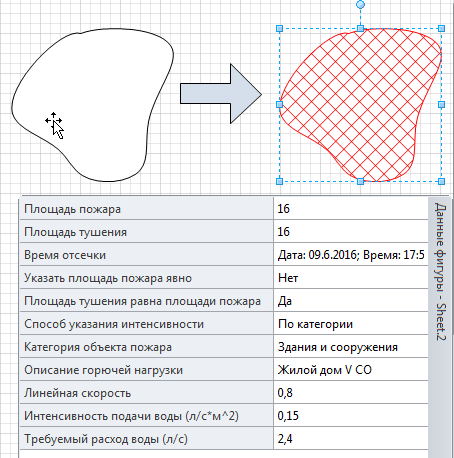 Площадь пожара 16
Площадь тушения 16
Время отсечки Дата: 09.6.2016; Время: 17:5
Указать площадь пожара явно Нет
Площадь тушения равна площади пожара Да
Способ указания интенсивности По категории
Категория объекта пожара Здания и сооружения
Описание горючей нагрузки Жилой дом V СО
Линейная скорость 0,8
Интенсивность подачи воды (л/с*м^2) 0,15
Требуемый расход воды (л/с) 2,4
Данные фигуры - Sheet.2